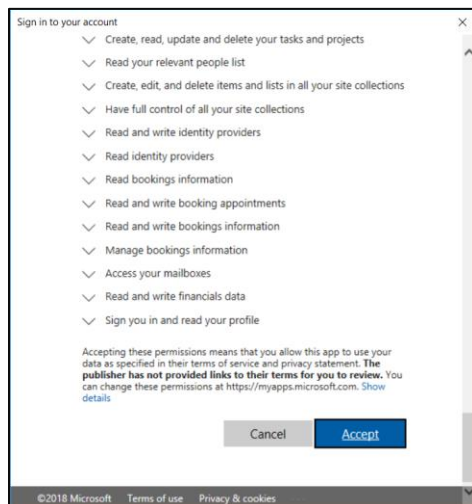 Sign in to your account
Create, read, update and delete your tasks and projects
Read your relevant people list
Create, edit, and delete items and lists in all your site collections
Have full control of all your site collections
Read and write identity providers
Read identity providers
Read bookings information
Read and write booking appointments
Read and write bookings information
Manage bookings information
Access your mailboxes
Read and write financials data
Sign you in and read your profile
Accepting these permissions means that you allow this app to use your
data as specified in their terms of service and privacy statement. The
publisher has not provided links to their terms for you to review. You
can change these permissions at https://myapps.microsoft.com. Show
details
Cancel Accept
©2018 Microsoft Terms of use Privacy & cookies ...